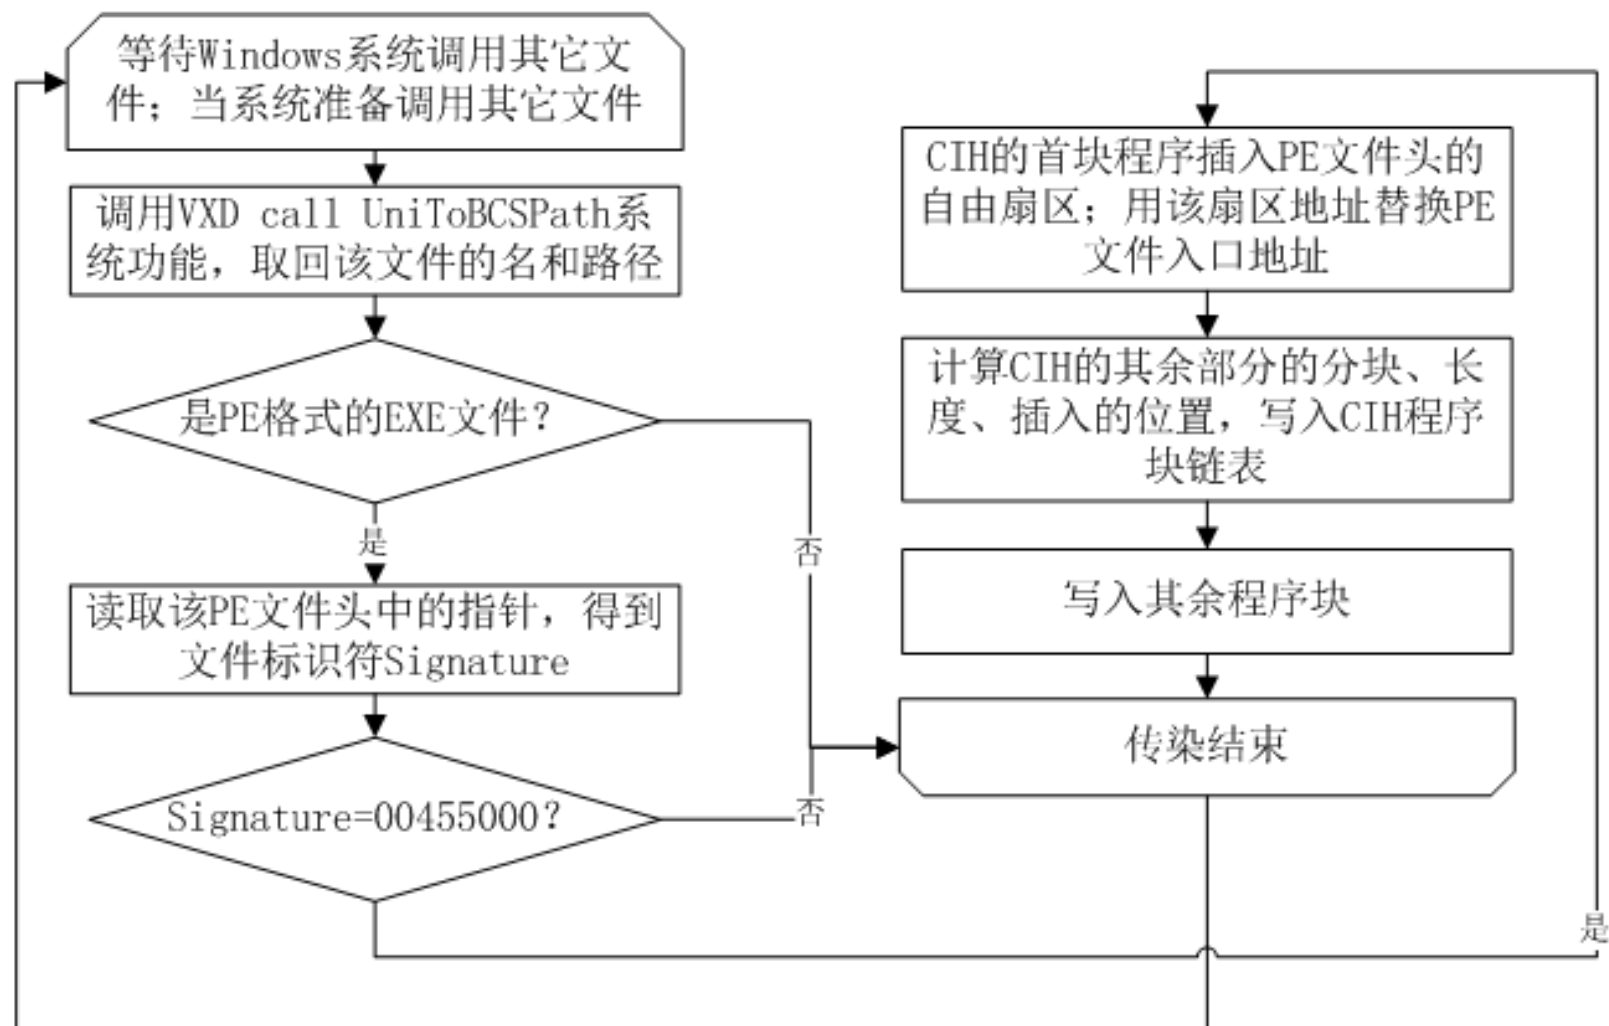 等待Windows系统调用其它文
件；当系统准备调用其它文件
调用VXD call UniToBCSPath系
统功能，取回该文件的名和路径
是PE格式的EXE文件？
是
否
读取该PE文件头中的指针，得到
文件标识符Signature
Signature=00455000？
否
是
CIH的首块程序插入PE文件头的
自由扇区；用该扇区地址替换PE
文件入口地址
计算CIH的其余部分的分块、长
度、插入的位置，写入CIH程序
块链表
写入其余程序块
传染结束